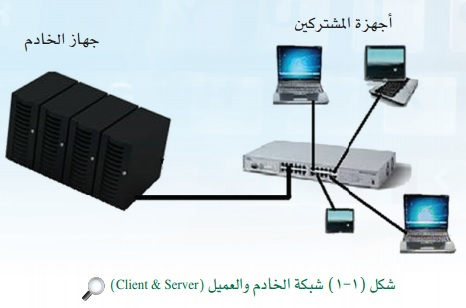 أجهزة المشتركين
جهاز الخادم
شكل (١-١) شبكة الخادم والعميل (Client & Server)